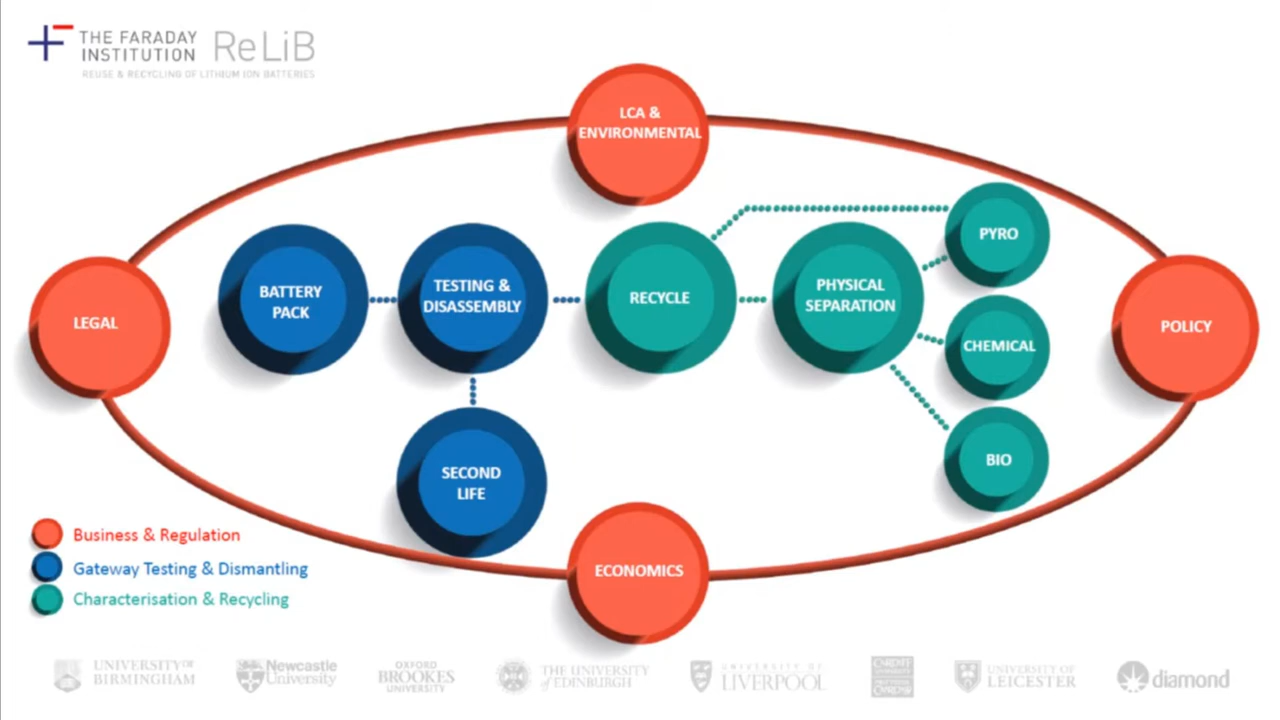 THE FARADAY
INSTITUTION
ReLiB
REUSE & RECYCLING OF LITHIUM ION BATTERIES
LCA &
ENVIRONMENTAL
LEGAL
BATTERY
PACK
TESTING &
DISASSEMBLY
RECYCLE
PHYSICAL
SEPARATION
PYRO
CHEMICAL
BIO
POLICY
SECOND
LIFE
ECONOMICS
Business & Regulation
Gateway Testing & Dismantling
Characterisation & Recycling
UNIVERSITY OF
BIRMINGHAM
Newcastle
University
OXFORD
BROOKES
UNIVERSITY
THE UNIVERSITY
of EDINBURGH
UNIVERSITY OF
LIVERPOOL
CARDIFF
UNIVERSITY
UNIVERSITY OF
LEICESTER
diamond